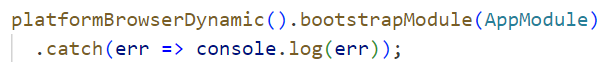 platformBrowserDynamic().bootstrapModule(AppModule)
.catch(err => console.log(err));